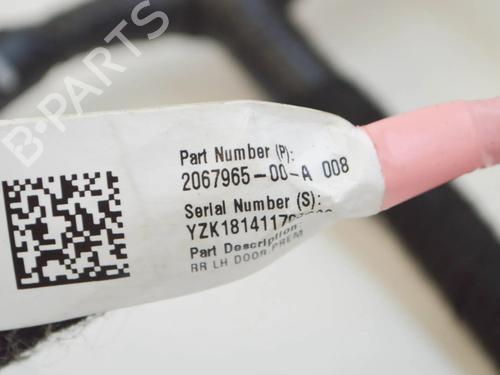 B-PARTS
Part Number (P):
2067965-00-A 008
Serial Number (S):
Part Description:
RR LH DOOR,PREM